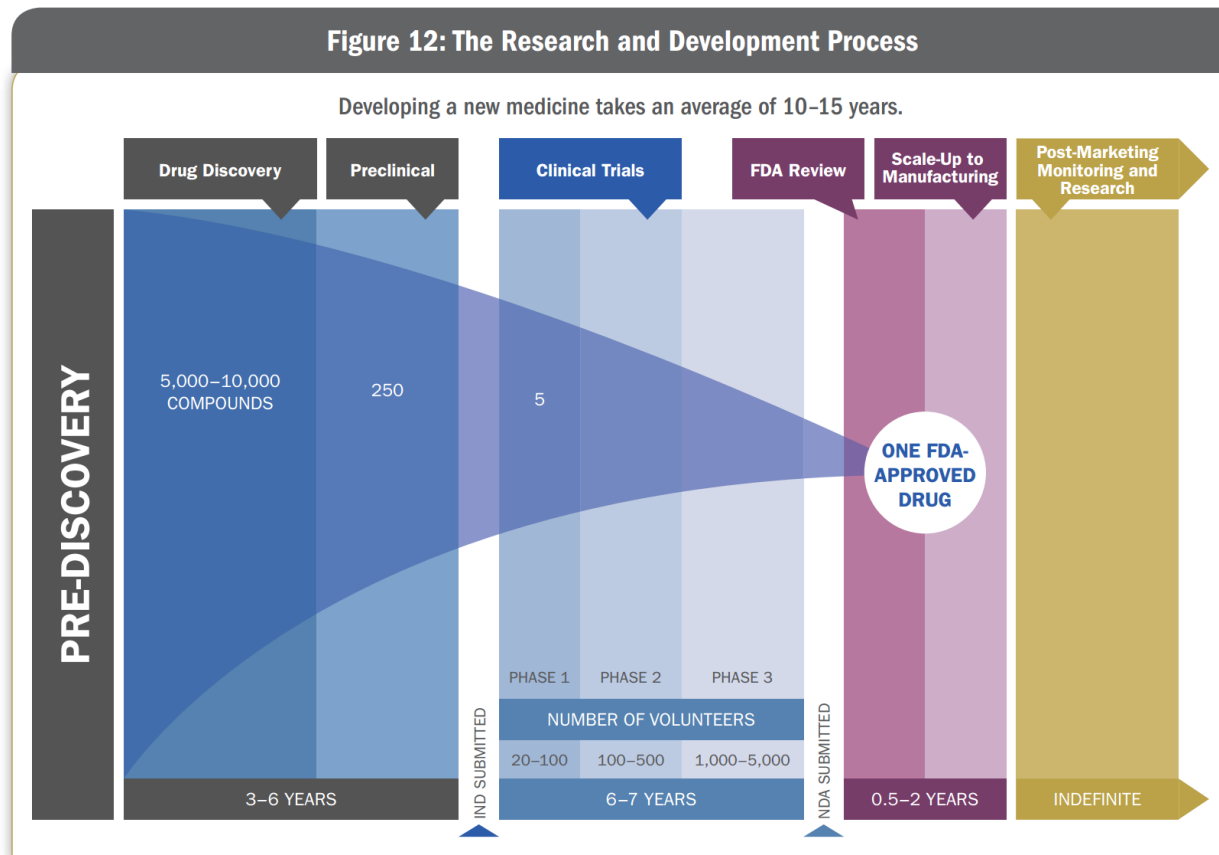 Figure 12: The Research and Development Process
Developing a new medicine takes an average of 10–15 years.
Drug Discovery
Preclinical
Clinical Trials
FDA Review
Scale-Up to
Manufacturing
Post-Marketing
Monitoring and
Research
PRE-DISCOVERY
5,000–10,000
COMPOUNDS
250
5
ONE FDA-
APPROVED
DRUG
IND SUBMITTED
PHASE 1
PHASE 2
PHASE 3
NUMBER OF VOLUNTEERS
20–100
100–500
1,000–5,000
NDA SUBMITTED
3–6 YEARS
6–7 YEARS
0.5–2 YEARS
INDEFINITE